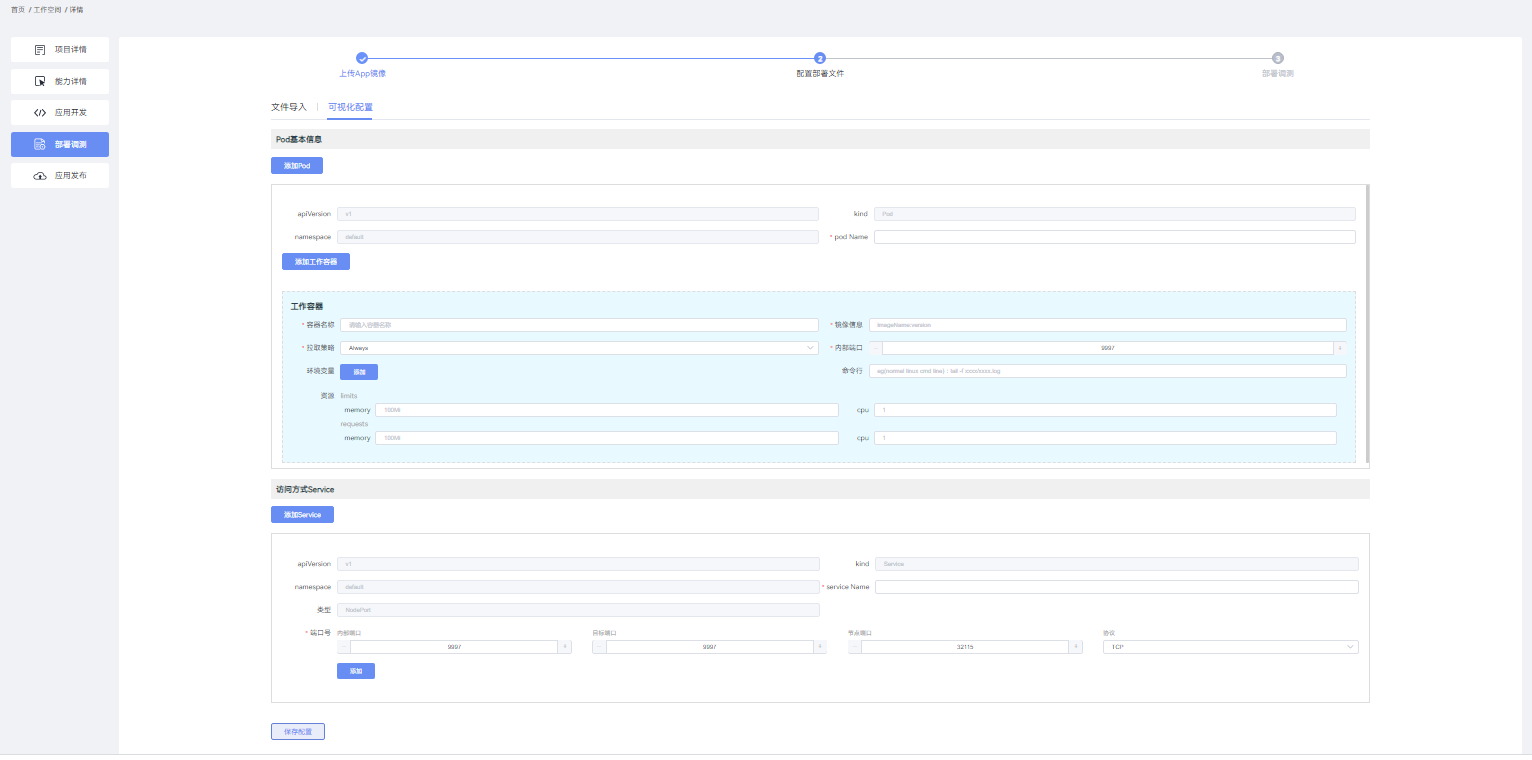 首页 / 工作空间 / 详情
项目详情
能力详情
应用开发
部署调测
应用发布
上传App镜像
2
配置部署文件
3
部署调测
文件导入
可视化配置
Pod基本信息
添加Pod
apiVersion v1 kind Pod
namespace default * pod Name
添加工作容器
工作容器
* 容器名称 请输入容器名称 * 镜像信息 imageName:version
* 拉取策略 Always * 内部端口 9997
环境变量 添加 命令行 eg(normal linux cmd line) : tail -f xxxx/xxxx.log
资源 limits
memory 100Mi cpu 1
requests
memory 100Mi cpu 1
访问方式Service
添加Service
apiVersion v1 kind Service
namespace default * service Name
类型 NodePort
* 端口号 内部端口 目标端口 节点端口 协议
9997 9997 32115 TCP
添加
保存配置